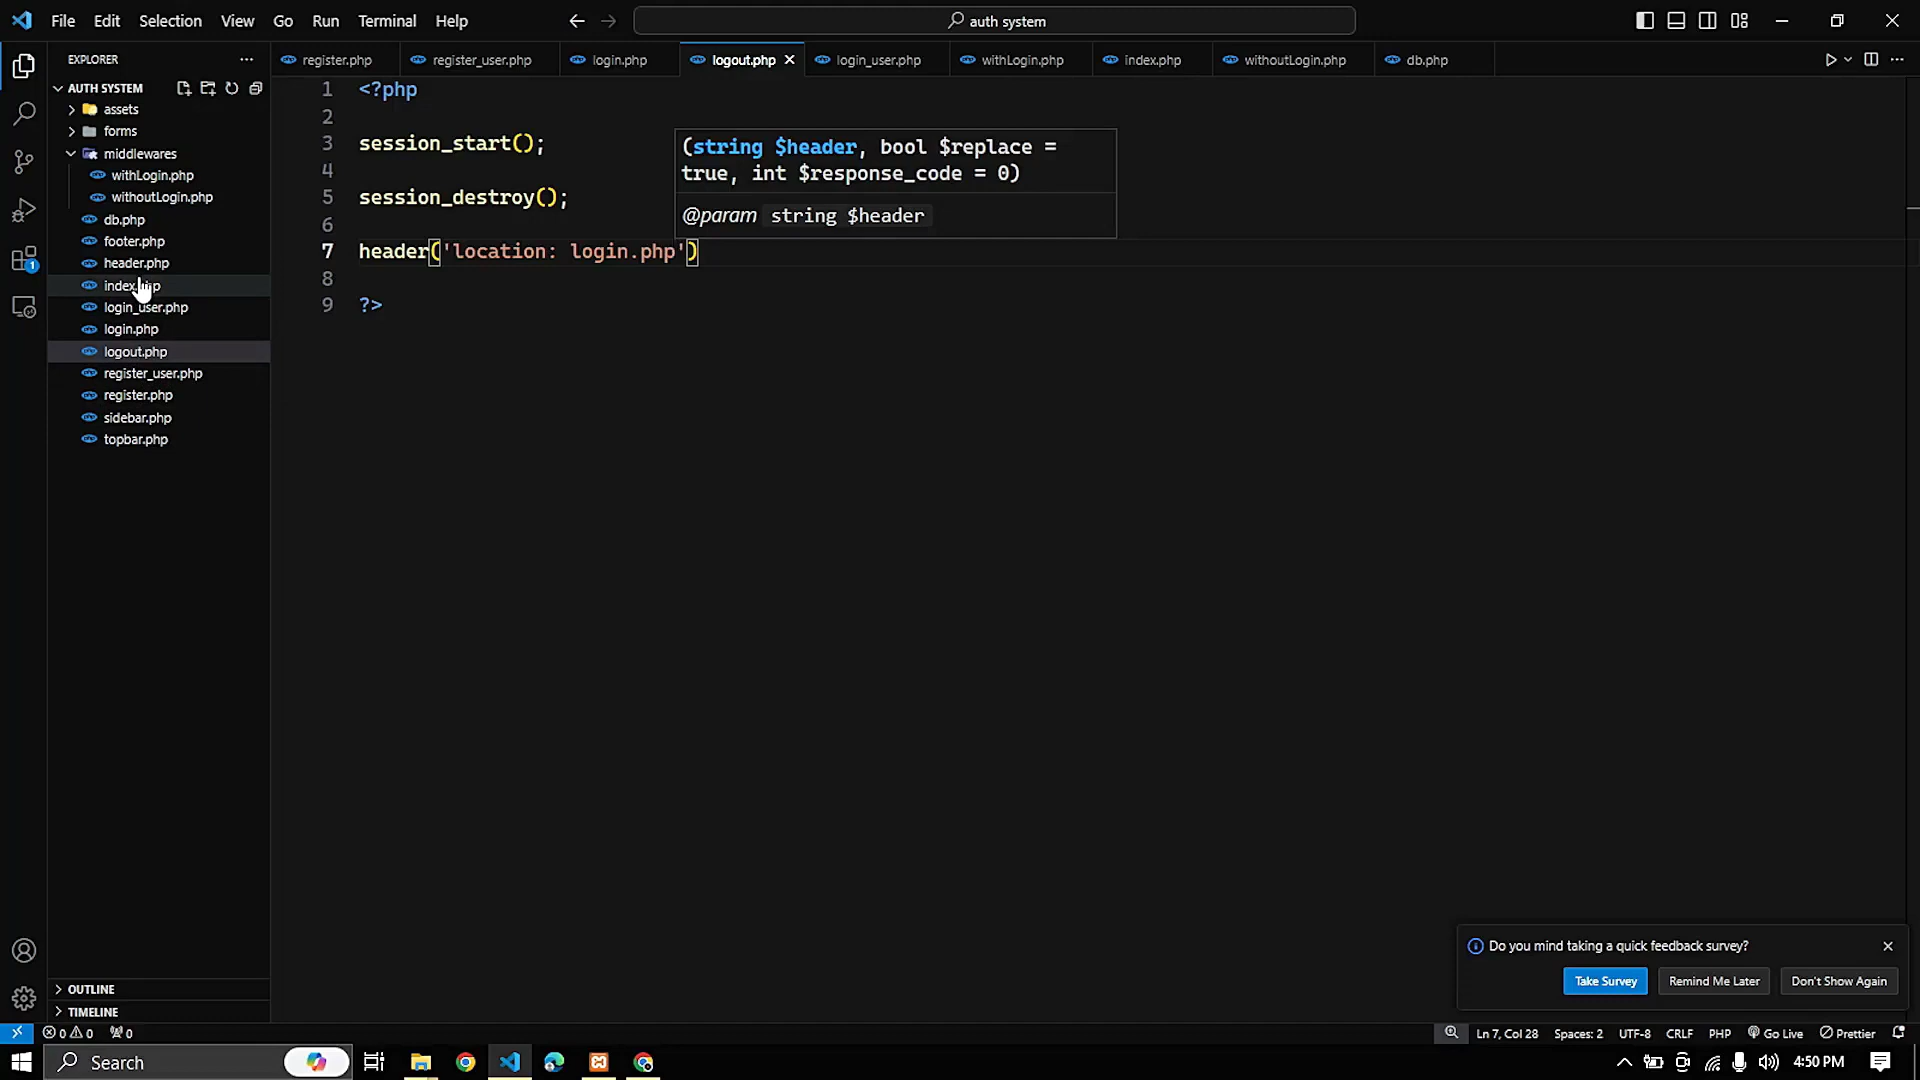 File Edit Selection View Go Run Terminal Help
auth system
EXPLORER
AUTH SYSTEM
assets
forms
middlewares
withLogin.php
withoutLogin.php
db.php
footer.php
header.php
index.php
login_user.php
login.php
logout.php
register_user.php
register.php
sidebar.php
topbar.php
OUTLINE
TIMELINE
register.php register_user.php login.php logout.php login_user.php withLogin.php index.php withoutLogin.php db.php
1 <?php
2
3 session_start();
4
5 session_destroy();
6
7 header('location: login.php')
8
9 ?>
(string $header, bool $replace =
true, int $response_code = 0)
@param string $header
Do you mind taking a quick feedback survey?
Take Survey Remind Me Later Don't Show Again
0 0 0 Ln 7, Col 28 Spaces: 2 UTF-8 CRLF PHP Go Live Prettier
1
Search 4:50 PM